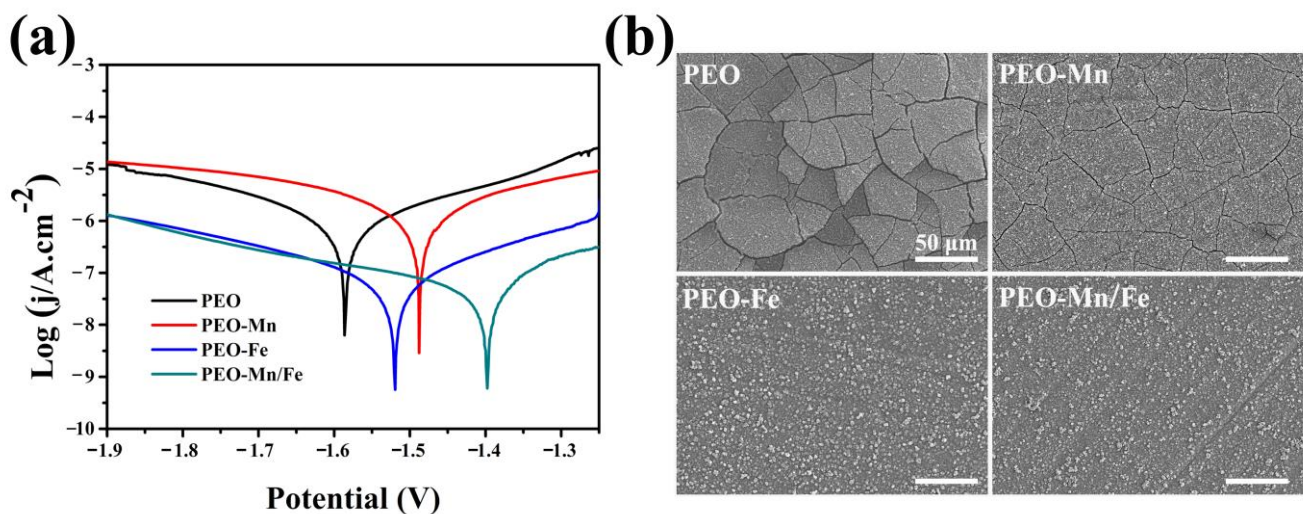 (a)
−3
−4
−5
−6
−7
−8
−9
−10
Log (j/A.cm⁻²)
PEO
PEO-Mn
PEO-Fe
PEO-Mn/Fe
−1.9
−1.8
−1.7
−1.6
−1.5
−1.4
−1.3
Potential (V)
(b)
PEO
50 μm
PEO-Mn
PEO-Fe
PEO-Mn/Fe